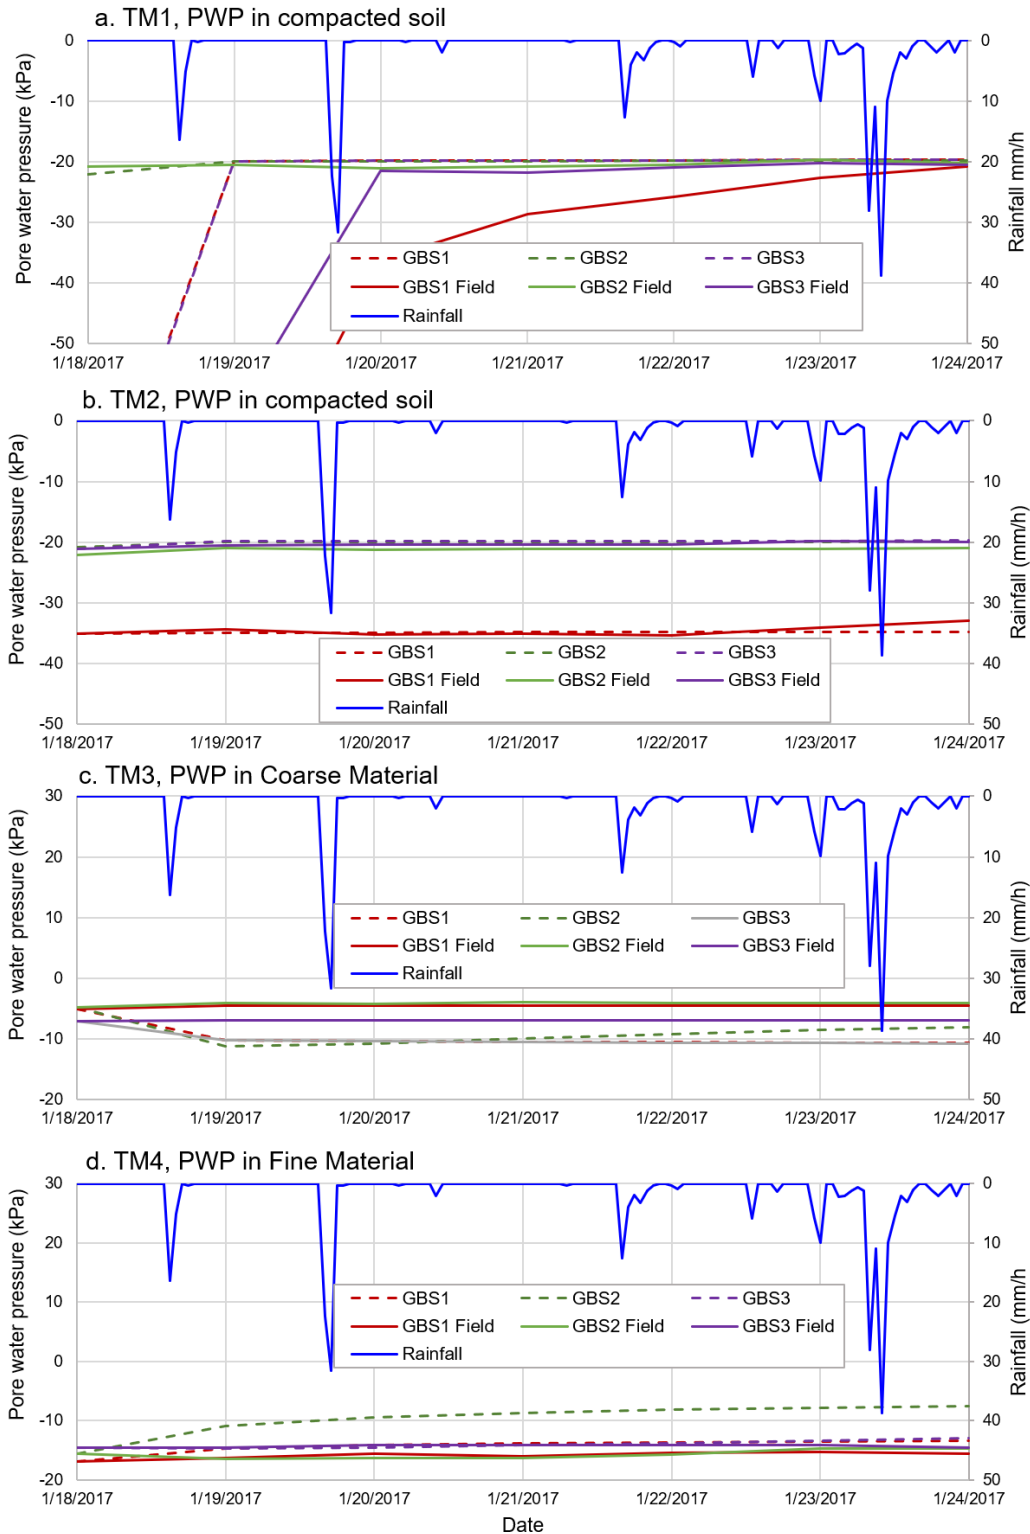 a. TM1, PWP in compacted soil
Pore water pressure (kPa)
0
-10
-20
-30
-40
-50
0
10
20
30
40
50
Rainfall mm/h
GBS1 GBS2 GBS3
GBS1 Field GBS2 Field GBS3 Field
Rainfall
1/18/2017 1/19/2017 1/20/2017 1/21/2017 1/22/2017 1/23/2017 1/24/2017
b. TM2, PWP in compacted soil
Pore water pressure (kPa)
0
-10
-20
-30
-40
-50
0
10
20
30
40
50
Rainfall (mm/h)
GBS1 GBS2 GBS3
GBS1 Field GBS2 Field GBS3 Field
Rainfall
1/18/2017 1/19/2017 1/20/2017 1/21/2017 1/22/2017 1/23/2017 1/24/2017
c. TM3, PWP in Coarse Material
Pore water pressure (kPa)
30
20
10
0
-10
-20
0
10
20
30
40
50
Rainfall (mm/h)
GBS1 GBS2 GBS3
GBS1 Field GBS2 Field GBS3 Field
Rainfall
1/18/2017 1/19/2017 1/20/2017 1/21/2017 1/22/2017 1/23/2017 1/24/2017
d. TM4, PWP in Fine Material
Pore water pressure (kPa)
30
20
10
0
-10
-20
0
10
20
30
40
50
Rainfall (mm/h
GBS1 GBS2 GBS3
GBS1 Field GBS2 Field GBS3 Field
Rainfall
1/18/2017 1/19/2017 1/20/2017 1/21/2017 1/22/2017 1/23/2017 1/24/2017
Date